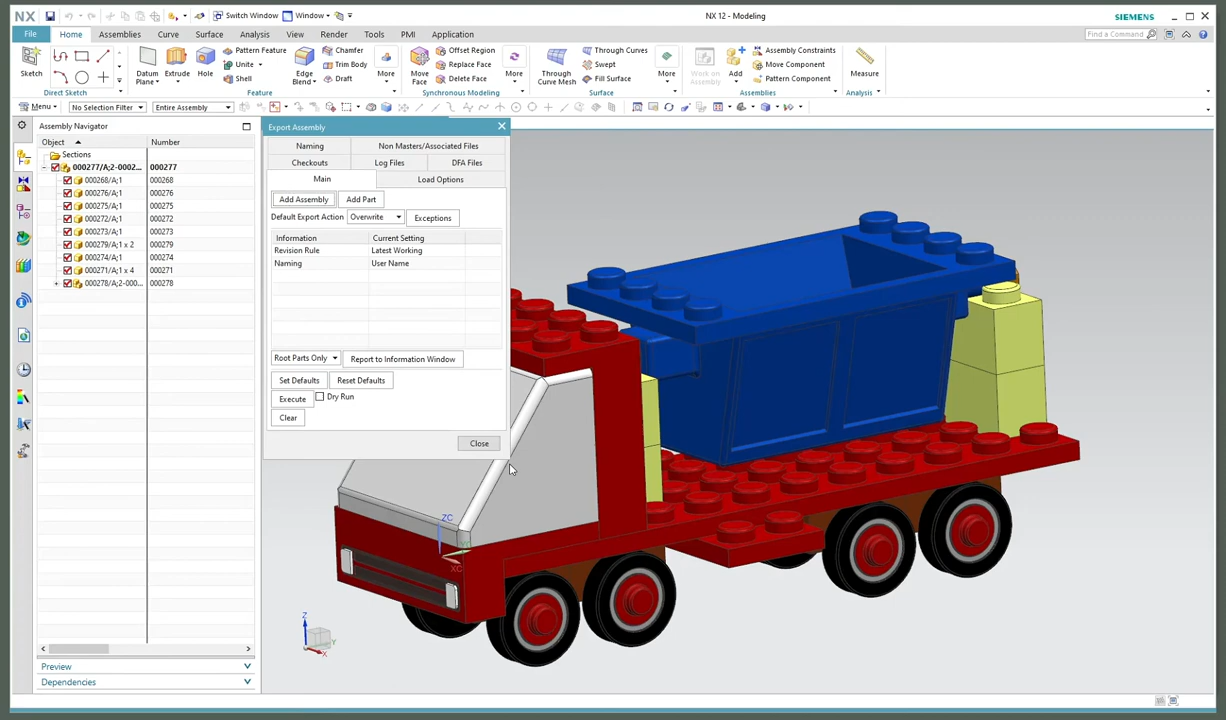 NX
Switch Window
Window
NX 12 - Modeling
SIEMENS
File
Home
Assemblies
Curve
Surface
Analysis
View
Render
Tools
PMI
Application
Find a Command
Sketch
Direct Sketch
Datum Plane
Extrude
Hole
Pattern Feature
Unite
Shell
Edge Blend
Chamfer
Trim Body
Draft
More
Feature
Move Face
Offset Region
Replace Face
Delete Face
More
Synchronous Modeling
Through Curve Mesh
Through Curves
Swept
Fill Surface
More
Surface
Work on Assembly
Add
Assembly Constraints
Move Component
Pattern Component
Assemblies
Measure
Analysis
Menu
No Selection Filter
Entire Assembly
Assembly Navigator
Object
Number
Sections
000277/A;2-0002...
000277
000268/A;1
000268
000276/A;1
000276
000275/A;1
000275
000272/A;1
000272
000273/A;1
000273
000279/A;1 x 2
000279
000274/A;1
000274
000271/A;1 x 4
000271
000278/A;2-000...
000278
Preview
Dependencies
Export Assembly
Naming
Non Masters/Associated Files
Checkouts
Log Files
DFA Files
Main
Load Options
Add Assembly
Add Part
Default Export Action
Overwrite
Exceptions
Information
Current Setting
Revision Rule
Latest Working
Naming
User Name
Root Parts Only
Report to Information Window
Set Defaults
Reset Defaults
Execute
Dry Run
Clear
Close
ZC
XC
Z
Y
X